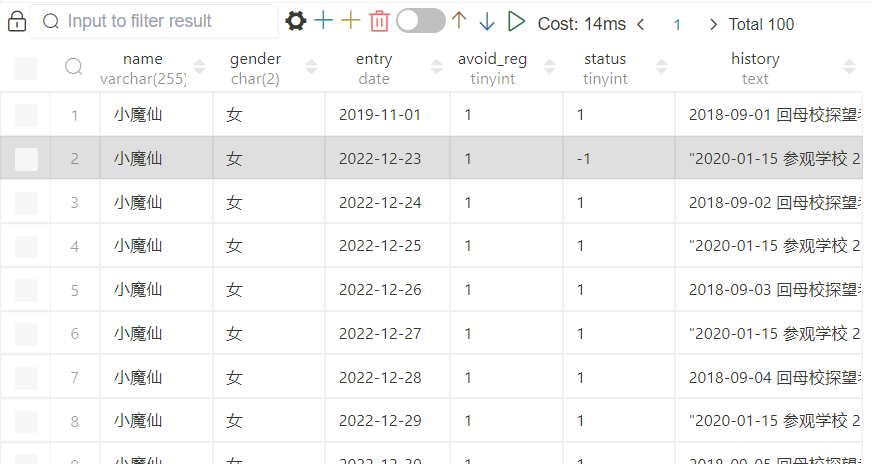 Input to filter result Cost: 14ms 1 Total 100
name gender entry avoid_reg status history
varchar(255) char(2) date tinyint tinyint text
1 小魔仙 女 2019-11-01 1 1 2018-09-01 回母校探望
2 小魔仙 女 2022-12-23 1 -1 "2020-01-15 参观学校 2
3 小魔仙 女 2022-12-24 1 1 2018-09-02 回母校探望
4 小魔仙 女 2022-12-25 1 1 "2020-01-15 参观学校 2
5 小魔仙 女 2022-12-26 1 1 2018-09-03 回母校探望
6 小魔仙 女 2022-12-27 1 1 "2020-01-15 参观学校 2
7 小魔仙 女 2022-12-28 1 1 2018-09-04 回母校探望
8 小魔仙 女 2022-12-29 1 1 "2020-01-15 参观学校 2
9 小魔仙 女 2022-12-30 1 1 2018-09-05 回母校探望